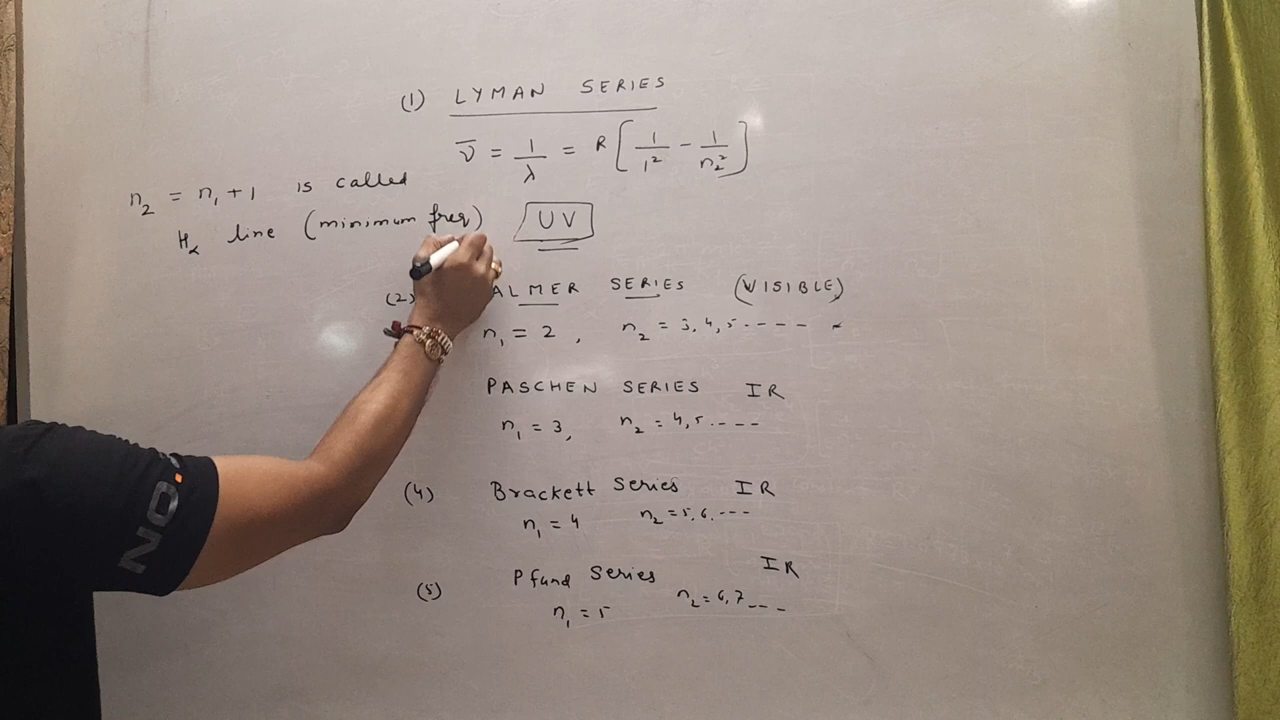 (1) LYMAN SERIES
ν̄ = 1/λ = R[1/1² - 1/n₂²]
n₂ = n₁ + 1 is called
Hα line (minimum freq)
UV
(2) ALMER SERIES (VISIBLE)
n₁ = 2, n₂ = 3, 4, 5 - - - -
PASCHEN SERIES IR
n₁ = 3, n₂ = 4, 5 - - - -
(4) Brackett Series IR
n₁ = 4 n₂ = 5, 6, - - -
(5) Pfund Series IR
n₁ = 5 n₂ = 6, 7 - - -
NO.